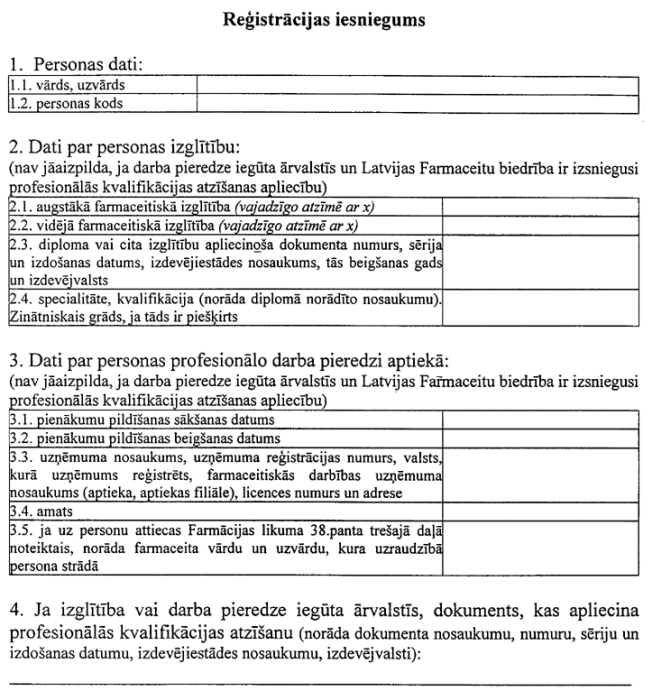 Reģistrācijas iesniegums
1. Personas dati:
1.1. vārds, uzvārds
1.2. personas kods
2. Dati par personas izglītību:
(nav jāaizpilda, ja darba pieredze iegūta ārvalstīs un Latvijas Farmaceitu biedrība ir izsniegusi
profesionālās kvalifikācijas atzīšanas apliecību)
2.1. augstākā farmaceitiskā izglītība (vajadzīgo atzīmē ar x)
2.2. vidējā farmaceitiskā izglītība (vajadzīgo atzīmē ar x)
2.3. diploma vai cita izglītību apliecinoša dokumenta numurs, sērija
un izdošanas datums, izdevējiestādes nosaukums, tās beigšanas gads
un izdevējvalsts
2.4. specialitāte, kvalifikācija (norāda diplomā norādīto nosaukumu).
Zinātniskais grāds, ja tāds ir piešķirts
3. Dati par personas profesionālo darba pieredzi aptiekā:
(nav jāaizpilda, ja darba pieredze iegūta ārvalstīs un Latvijas Farmaceitu biedrība ir izsniegusi
profesionālās kvalifikācijas atzīšanas apliecību)
3.1. pienākumu pildīšanas sākšanas datums
3.2. pienākumu pildīšanas beigšanas datums
3.3. uzņēmuma nosaukums, uzņēmuma reģistrācijas numurs, valsts,
kurā uzņēmums reģistrēts, farmaceitiskās darbības uzņēmuma
nosaukums (aptieka, aptiekas filiāle), licences numurs un adrese
3.4. amats
3.5. ja uz personu attiecas Farmācijas likuma 38.panta trešajā daļā
noteiktais, norāda farmaceita vārdu un uzvārdu, kura uzraudzībā
persona strādā
4. Ja izglītība vai darba pieredze iegūta ārvalstīs, dokuments, kas apliecina
profesionālās kvalifikācijas atzīšanu (norāda dokumenta nosaukumu, numuru, sēriju un
izdošanas datumu, izdevējiestādes nosaukumu, izdevējvalsti):